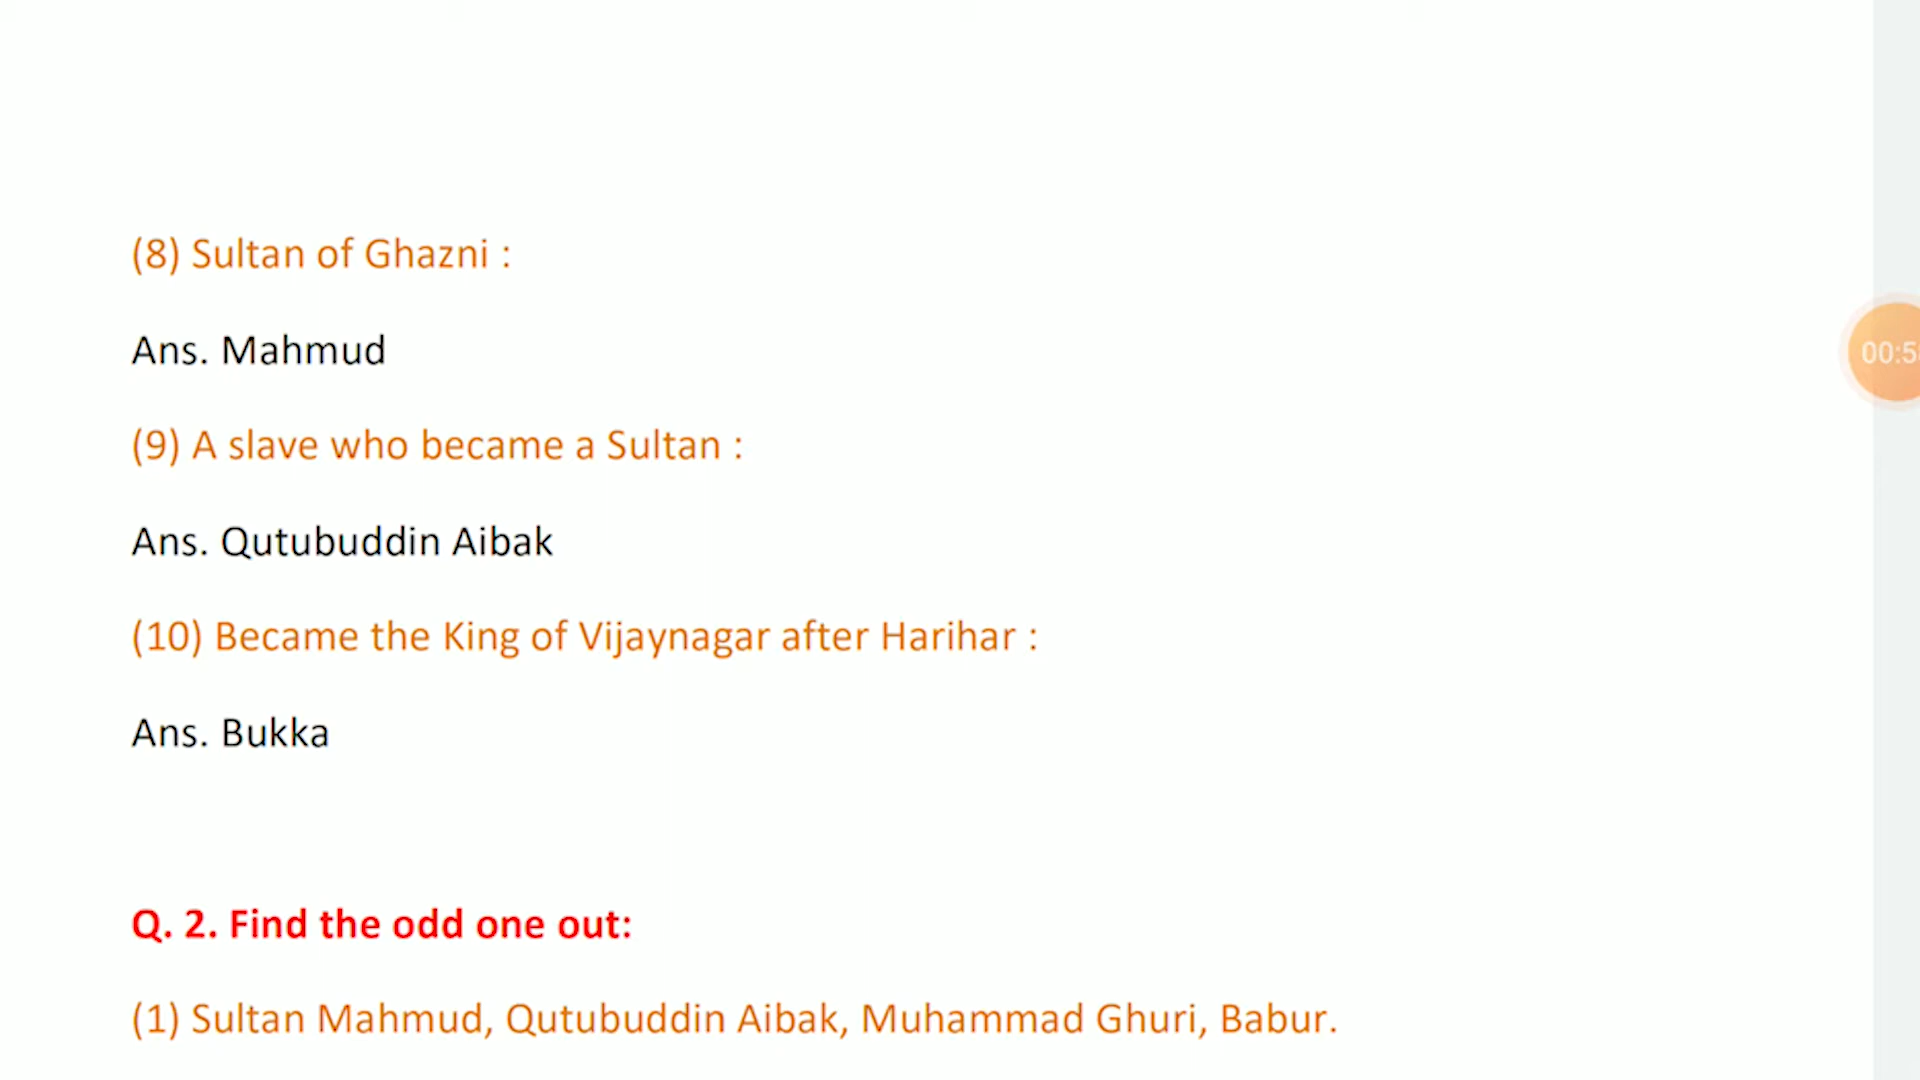 (8) Sultan of Ghazni :
Ans. Mahmud
(9) A slave who became a Sultan :
Ans. Qutubuddin Aibak
(10) Became the King of Vijaynagar after Harihar :
Ans. Bukka
Q. 2. Find the odd one out:
(1) Sultan Mahmud, Qutubuddin Aibak, Muhammad Ghuri, Babur.